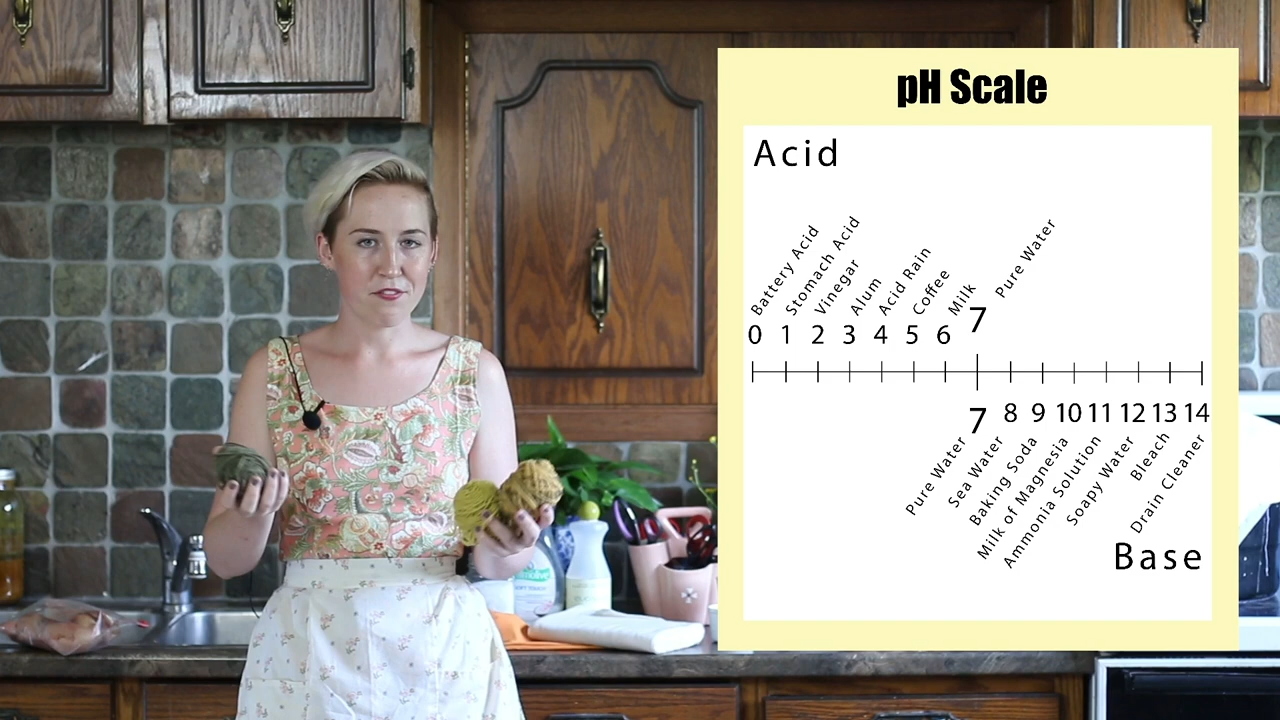 pH Scale
Acid
Battery Acid
Stomach Acid
Vinegar
Alum
Acid Rain
Coffee
Milk
Pure Water
0 1 2 3 4 5 6 7
7 8 9 10 11 12 13 14
Pure Water
Sea Water
Baking Soda
Milk of Magnesia
Ammonia Solution
Soapy Water
Bleach
Drain Cleaner
Base